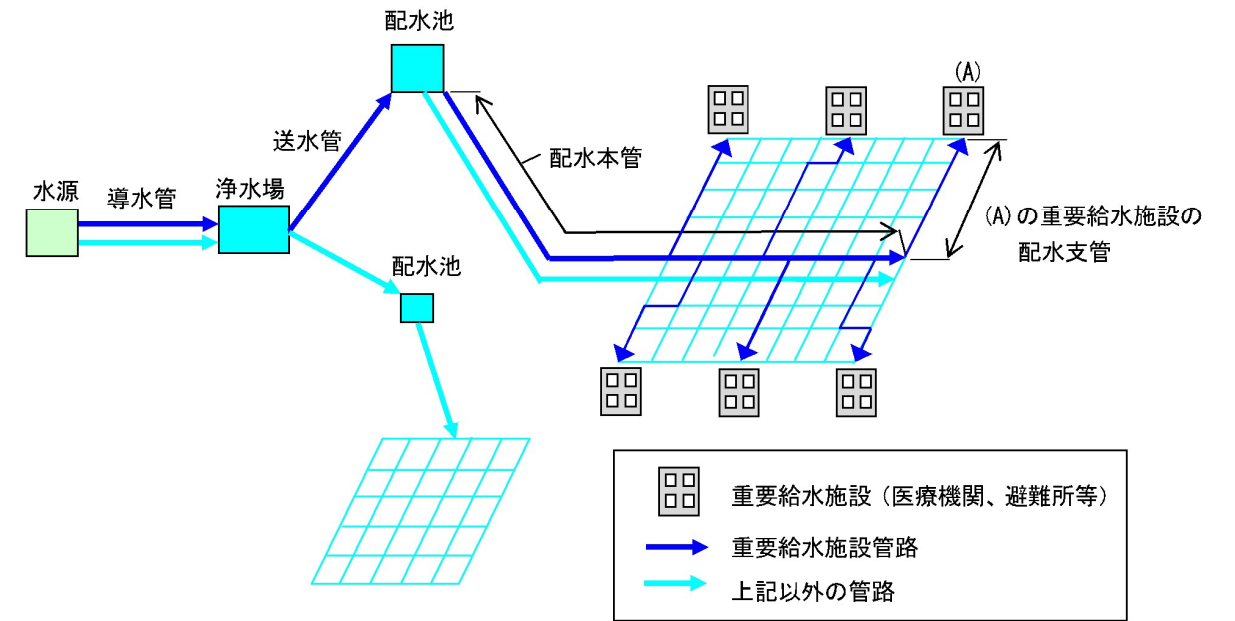 配水池
(A)
送水管
配水本管
水源
導水管
浄水場
(A)の重要給水施設の
配水支管
配水池
重要給水施設（医療機関、避難所等）
重要給水施設管路
上記以外の管路